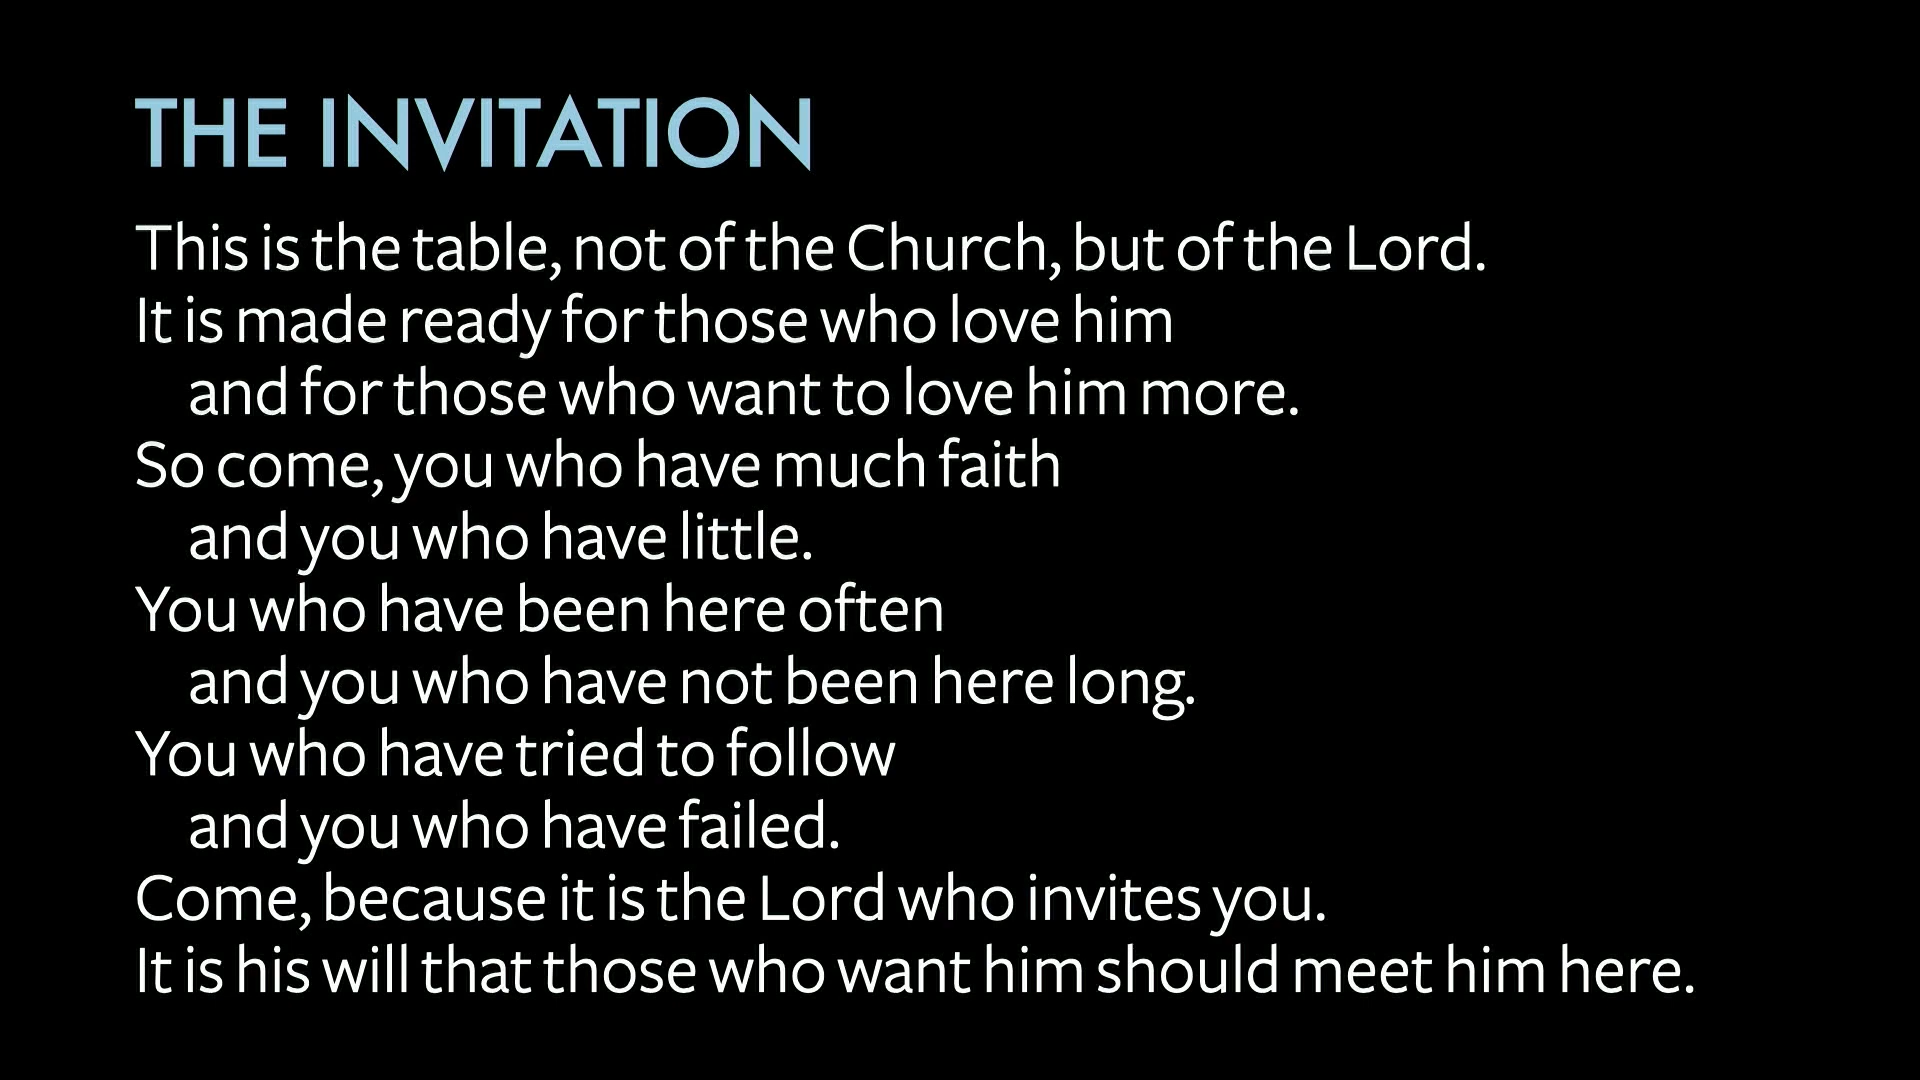 THE INVITATION
This is the table, not of the Church, but of the Lord.
It is made ready for those who love him
and for those who want to love him more.
So come, you who have much faith
and you who have little.
You who have been here often
and you who have not been here long.
You who have tried to follow
and you who have failed.
Come, because it is the Lord who invites you.
It is his will that those who want him should meet him here.